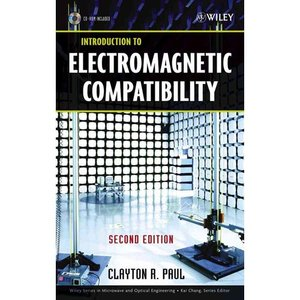 CD-ROM INCLUDED
WILEY
INTRODUCTION TO
ELECTROMAGNETIC
COMPATIBILITY
SECOND EDITION
CLAYTON R. PAUL
Wiley Series in Microwave and Optical Engineering • Kai Chang, Series Editor